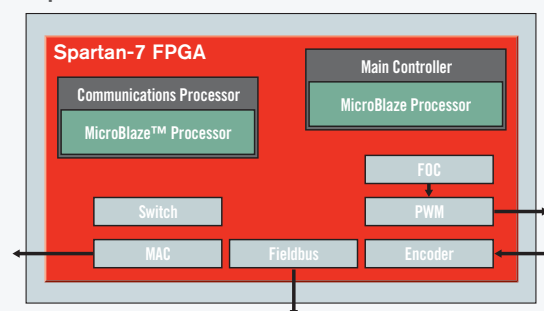 Spartan-7 FPGA
Communications Processor
MicroBlaze™ Processor
Main Controller
MicroBlaze Processor
FOC
Switch
PWM
MAC
Fieldbus
Encoder